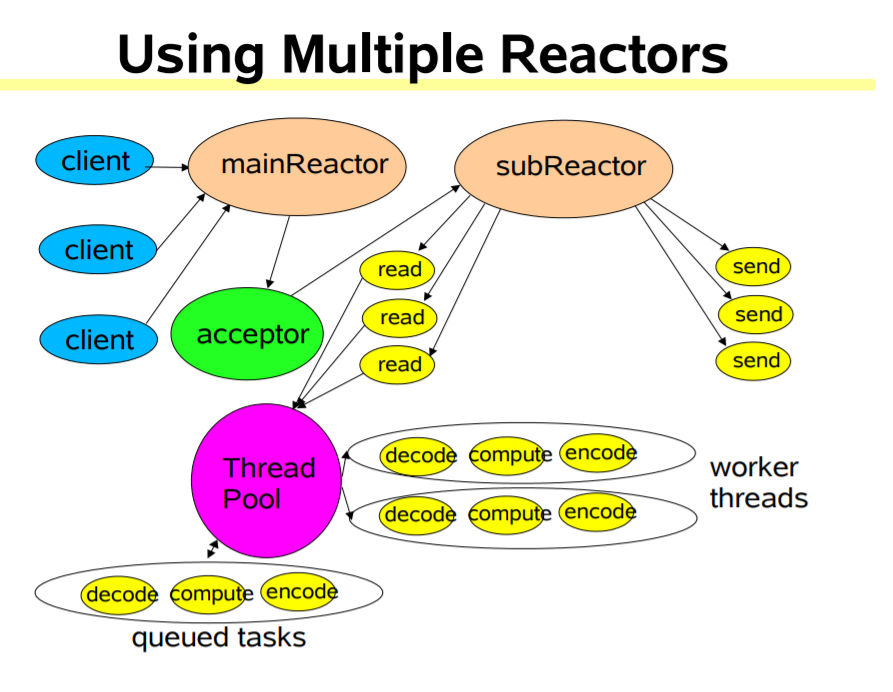 Using Multiple Reactors
client
mainReactor
subReactor
client
read
send
read
send
client
acceptor
read
send
Thread
Pool
decode compute encode
worker
threads
decode compute encode
decode compute encode
queued tasks